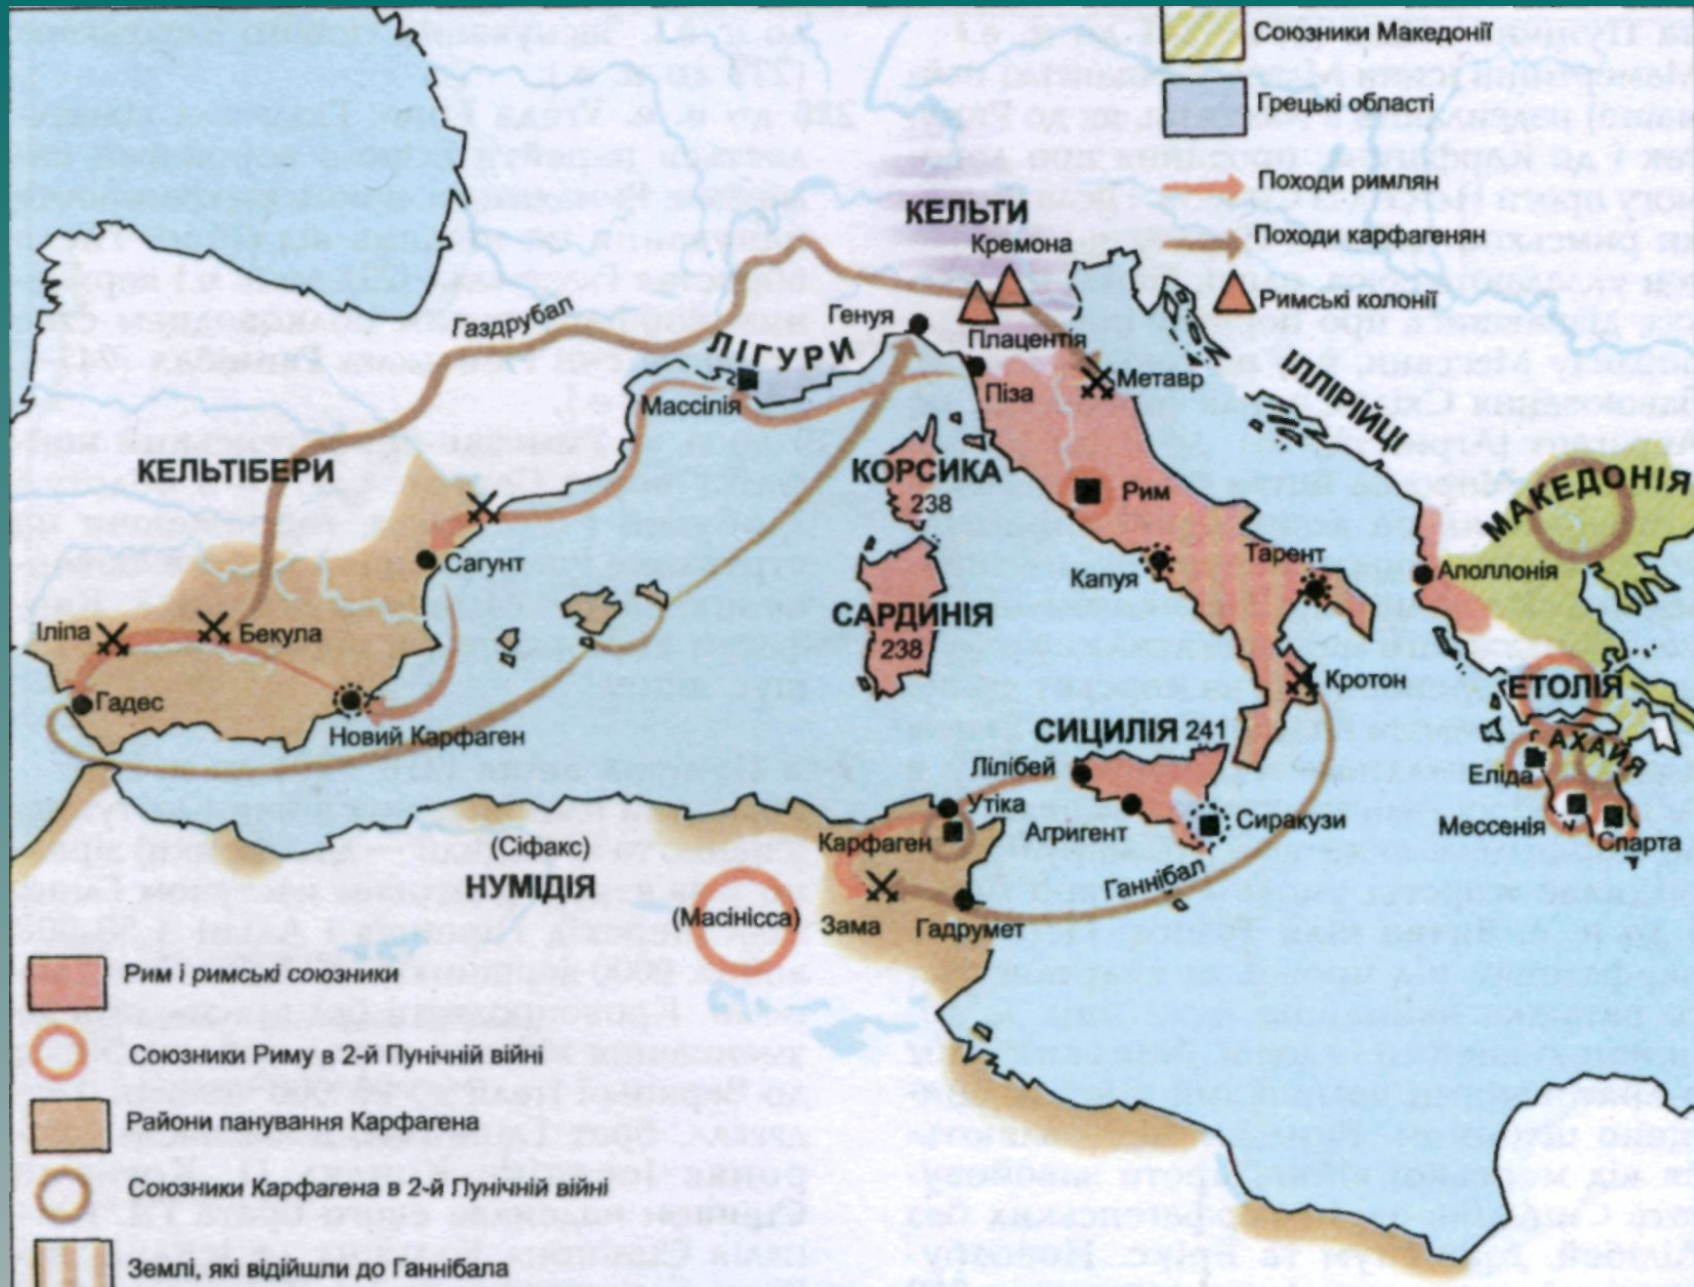 Союзники Македонії
Грецькі області
Походи римлян
Походи карфагенян
Римські колонії
КЕЛЬТИ
Кремона
Плацентія
Генуя
ЛІГУРИ
Газдрубал
Массілія
Піза
Метавр
ІЛЛІРІЙЦІ
МАКЕДОНІЯ
КЕЛЬТІБЕРИ
КОРСИКА
238
Рим
Сагунт
Капуя
Тарент
Аполлонія
САРДИНІЯ
238
Іліпа
Бекула
Гадес
Новий Карфаген
Кротон
ЕТОЛІЯ
СИЦИЛІЯ 241
АХАЙЯ
Лілібей
Еліда
Утіка
Карфаген
Агригент
Сиракузи
Мессенія
Спарта
(Сіфакс)
НУМІДІЯ
(Масінісса)
Зама
Гадрумет
Ганнібал
Рим і римські союзники
Союзники Риму в 2-й Пунічній війні
Райони панування Карфагена
Союзники Карфагена в 2-й Пунічній війні
Землі, які відійшли до Ганнібала